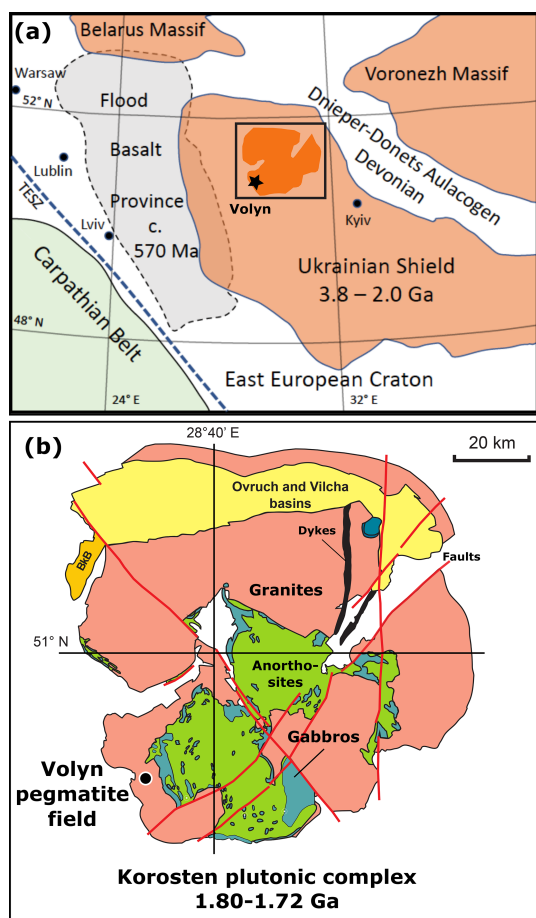 (a)
Belarus Massif
Warsaw
52° N
Flood
Voronezh Massif
Dnieper-Donets Aulacogen
Devonian
Basalt
Lublin
Volyn
Province
TESZ
Lviv
c.
Kyiv
570 Ma
Ukrainian Shield
3.8 – 2.0 Ga
Carpathian Belt
48° N
East European Craton
24° E
32° E
(b)
28°40’ E
20 km
Ovruch and Vilcha
basins
Dykes
Faults
BkB
Granites
51° N
Anortho-
sites
Gabbros
Volyn
pegmatite
field
Korosten plutonic complex
1.80-1.72 Ga